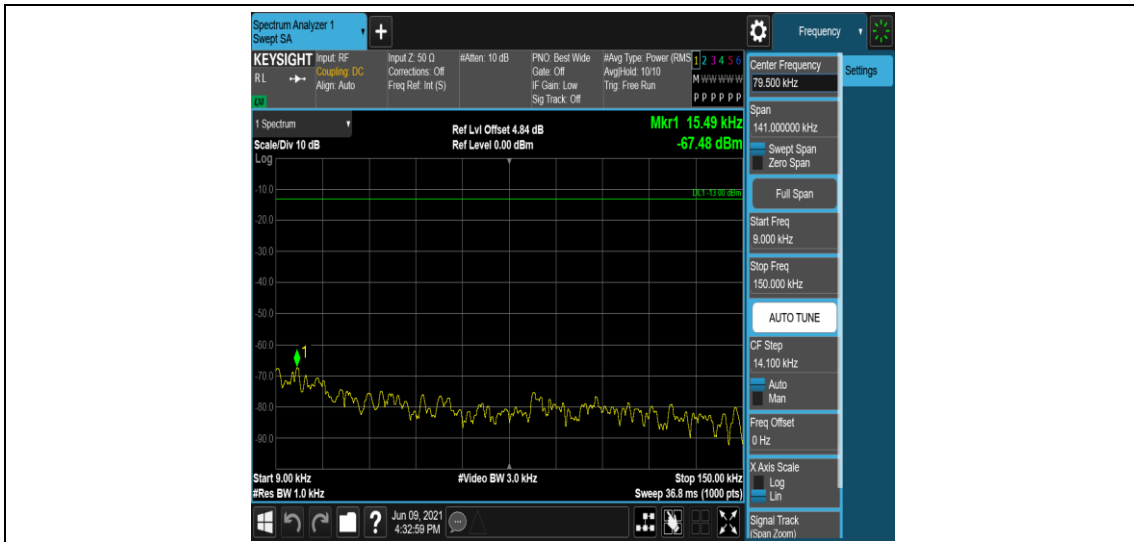 Spectrum Analyzer 1
Swept SA
+
Frequency
KEYSIGHT
RL
LXI
Input: RF
Coupling: DC
Align: Auto
Input Z: 50 Ω
Corrections: Off
Freq Ref: Int (S)
#Atten: 10 dB
PNO: Best Wide
Gate: Off
IF Gain: Low
Sig Track: Off
#Avg Type: Power (RMS
Avg|Hold: 10/10
Trig: Free Run
1 2 3 4 5 6
M W W W W W
P P P P P P
1 Spectrum
Scale/Div 10 dB
Log
Ref Lvl Offset 4.84 dB
Ref Level 0.00 dBm
Mkr1 15.49 kHz
-67.48 dBm
DL1 -13.00 dBm
-10.0
-20.0
-30.0
-40.0
-50.0
-60.0
1
-70.0
-80.0
-90.0
Start 9.00 kHz
#Res BW 1.0 kHz
#Video BW 3.0 kHz
Stop 150.00 kHz
Sweep 36.8 ms (1000 pts)
Center Frequency
79.500 kHz
Settings
Span
141.000000 kHz
Swept Span
Zero Span
Full Span
Start Freq
9.000 kHz
Stop Freq
150.000 kHz
AUTO TUNE
CF Step
14.100 kHz
Auto
Man
Freq Offset
0 Hz
X Axis Scale
Log
Lin
Signal Track
(Span Zoom)
?
Jun 09, 2021
4:32:59 PM